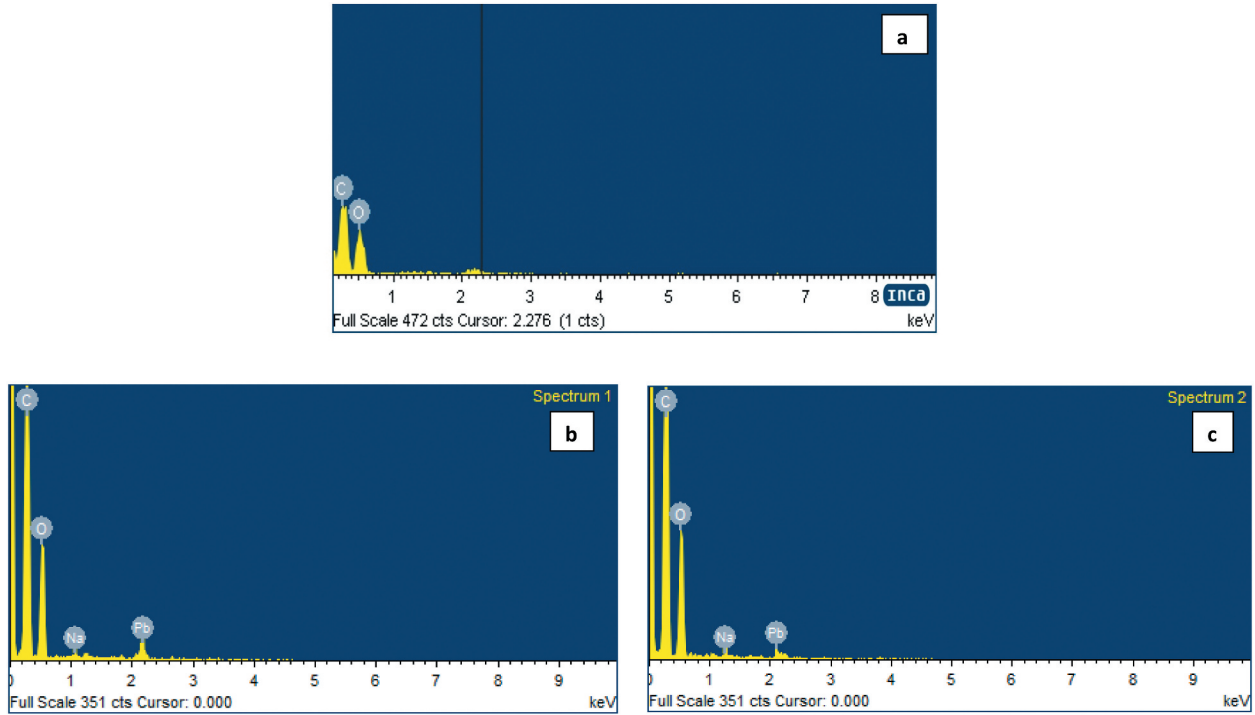 a
C
O
1 2 3 4 5 6 7 8 Inca
Full Scale 472 cts Cursor: 2.276 (1 cts) keV
Spectrum 1
b
C
O
Na
Pb
0 1 2 3 4 5 6 7 8 9
Full Scale 351 cts Cursor: 0.000 keV
Spectrum 2
c
C
O
Na
Pb
0 1 2 3 4 5 6 7 8 9
Full Scale 351 cts Cursor: 0.000 keV